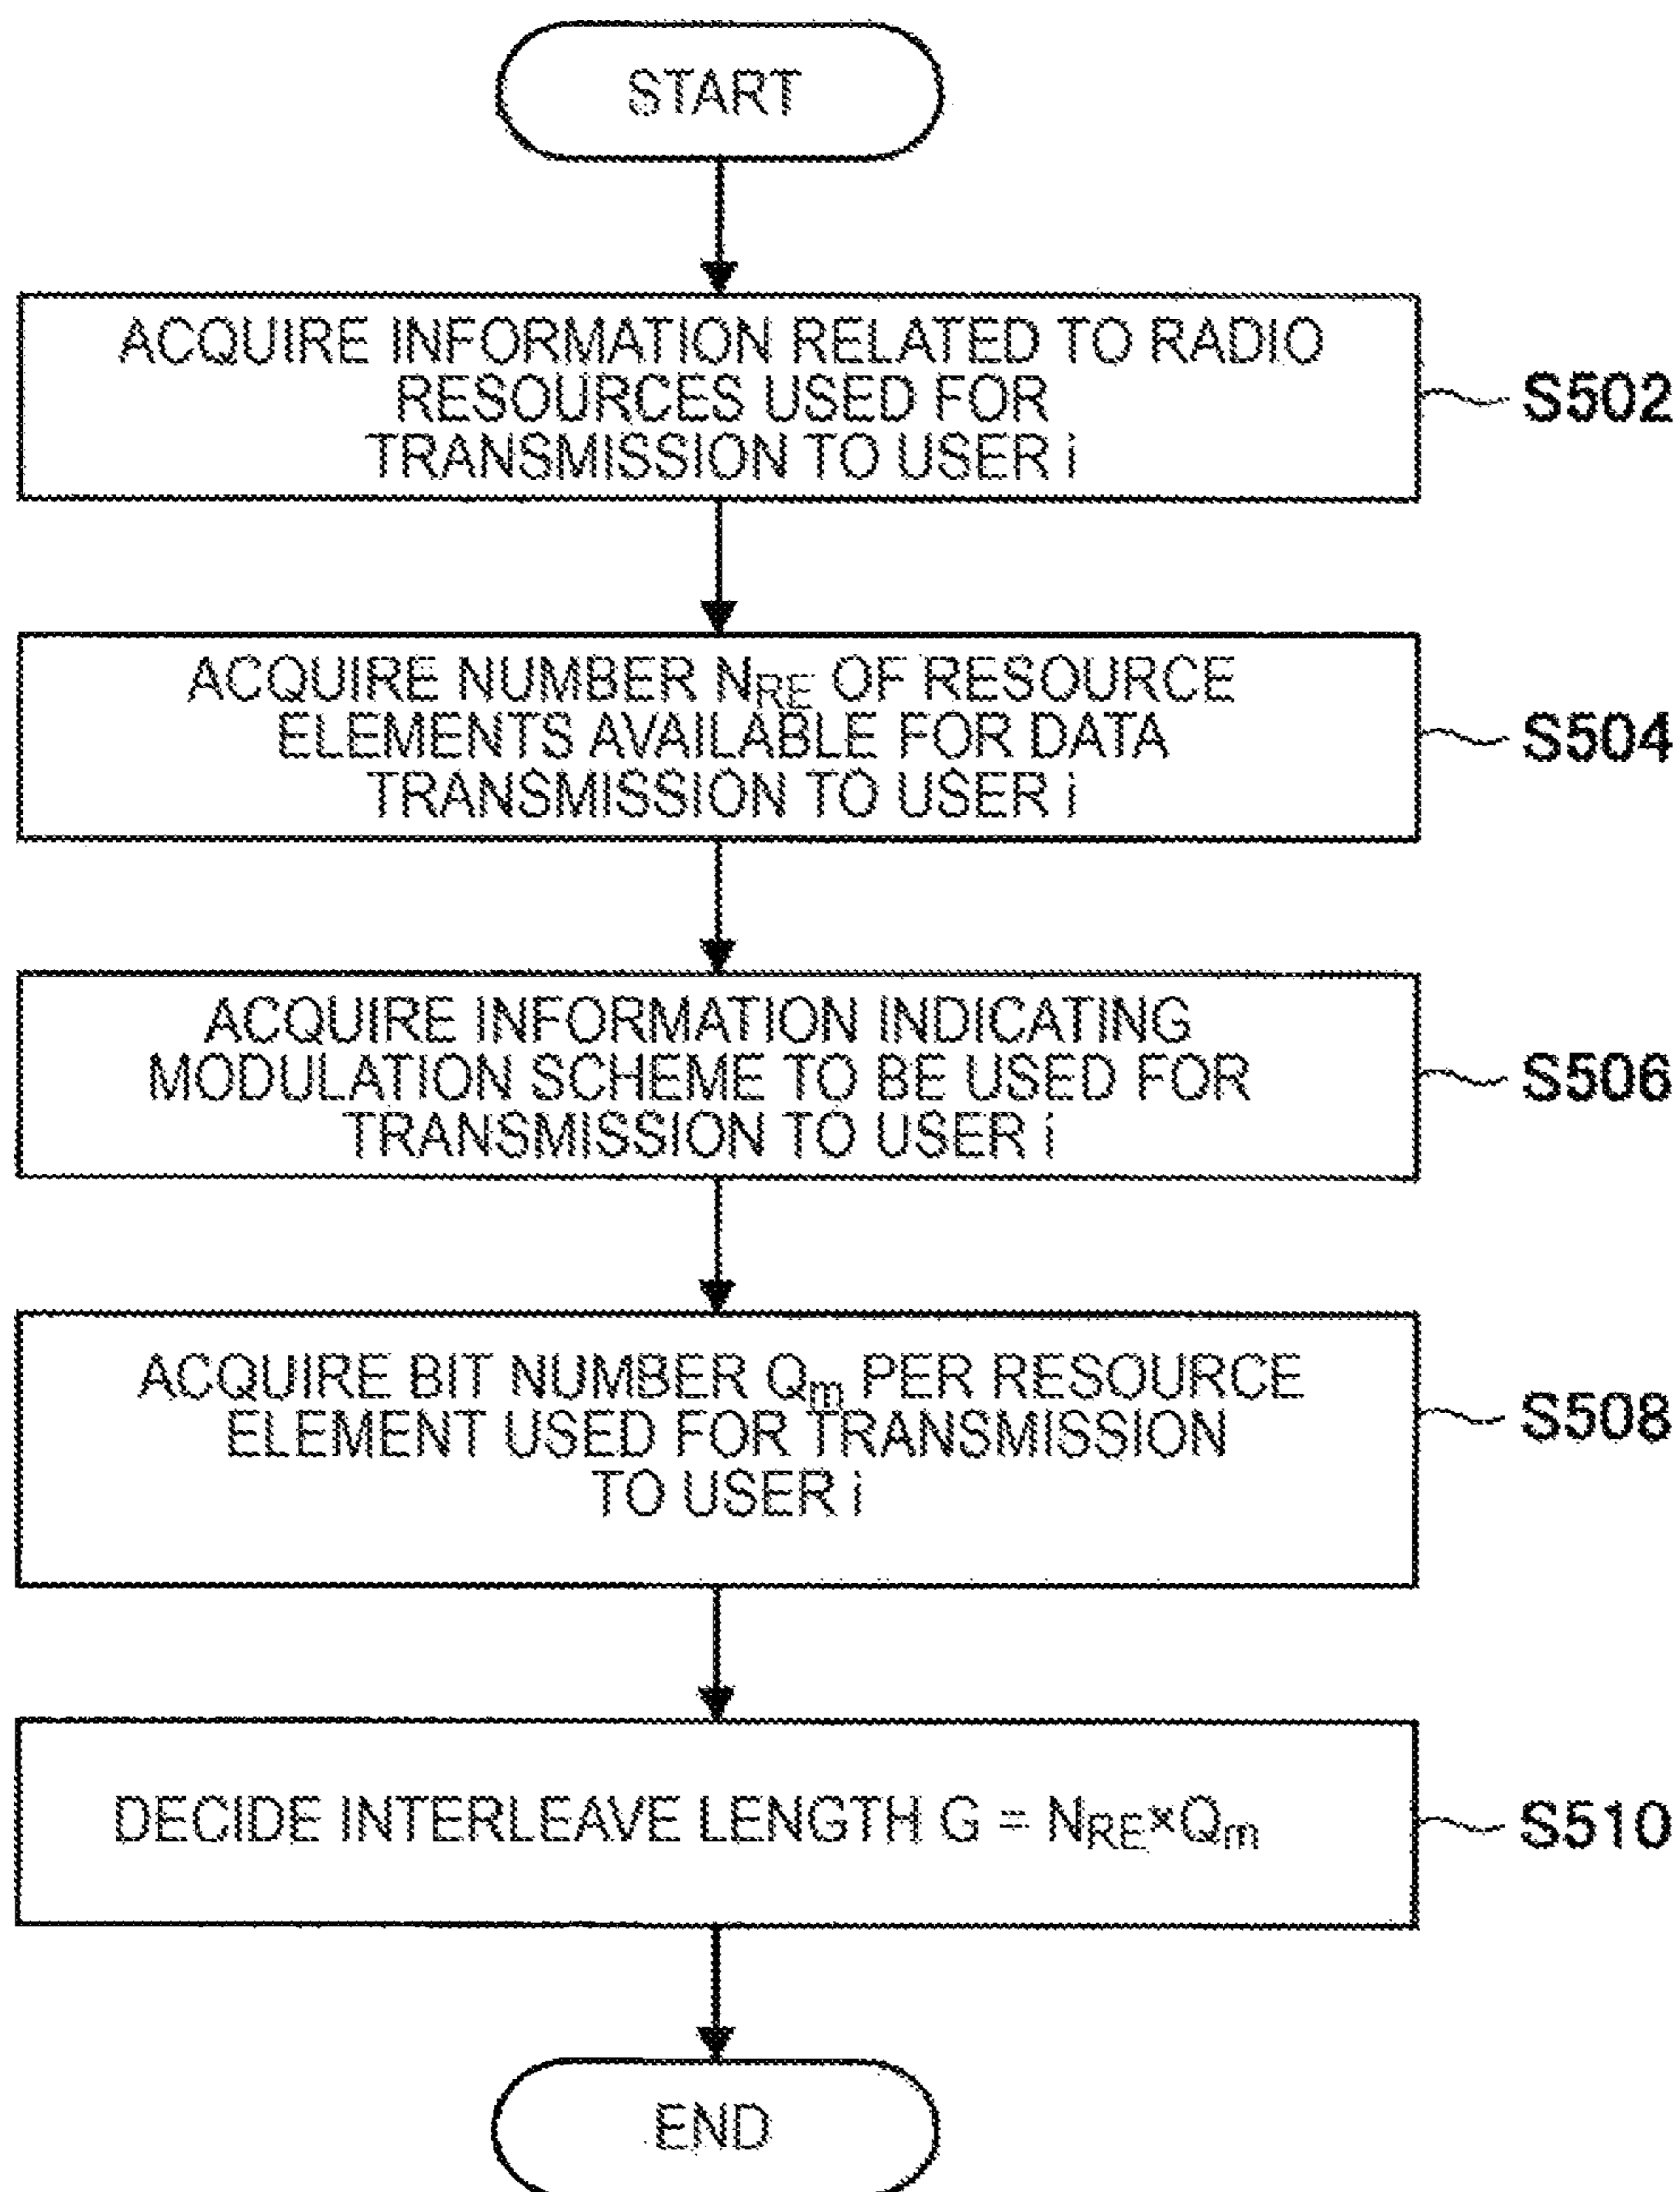 START
ACQUIRE INFORMATION RELATED TO RADIO
RESOURCES USED FOR
TRANSMISSION TO USER i
S502
ACQUIRE NUMBER NRE OF RESOURCE
ELEMENTS AVAILABLE FOR DATA
TRANSMISSION TO USER i
S504
ACQUIRE INFORMATION INDICATING
MODULATION SCHEME TO BE USED FOR
TRANSMISSION TO USER i
S506
ACQUIRE BIT NUMBER Qm PER RESOURCE
ELEMENT USED FOR TRANSMISSION
TO USER i
S508
DECIDE INTERLEAVE LENGTH G = NRE×Qm
S510
END